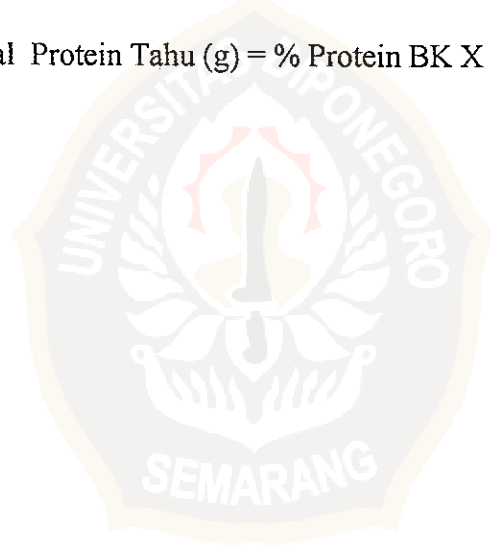 al Protein Tahu (g) = % Protein BK X
UNIVERSITAS DIPONEGORO
SEMARANG